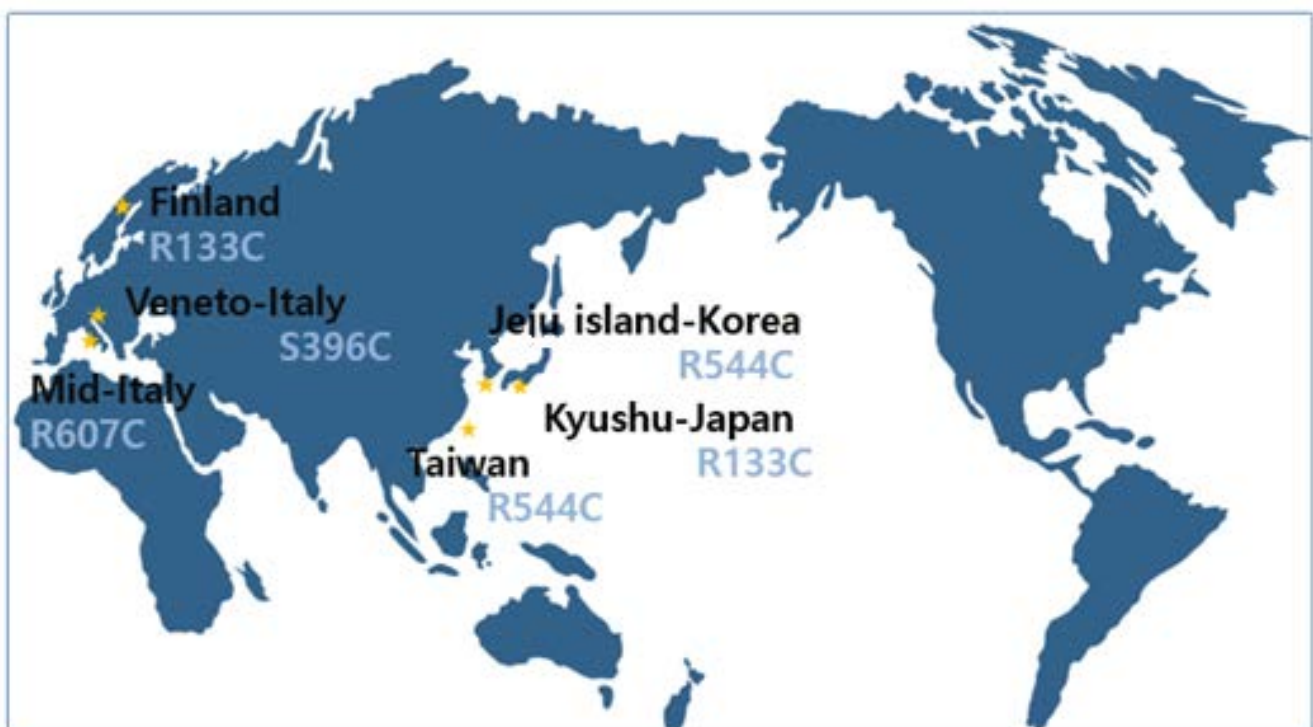 Finland
R133C
Veneto-Italy
S396C
Jeju island-Korea
R544C
Mid-Italy
R607C
Kyushu-Japan
R133C
Taiwan
R544C